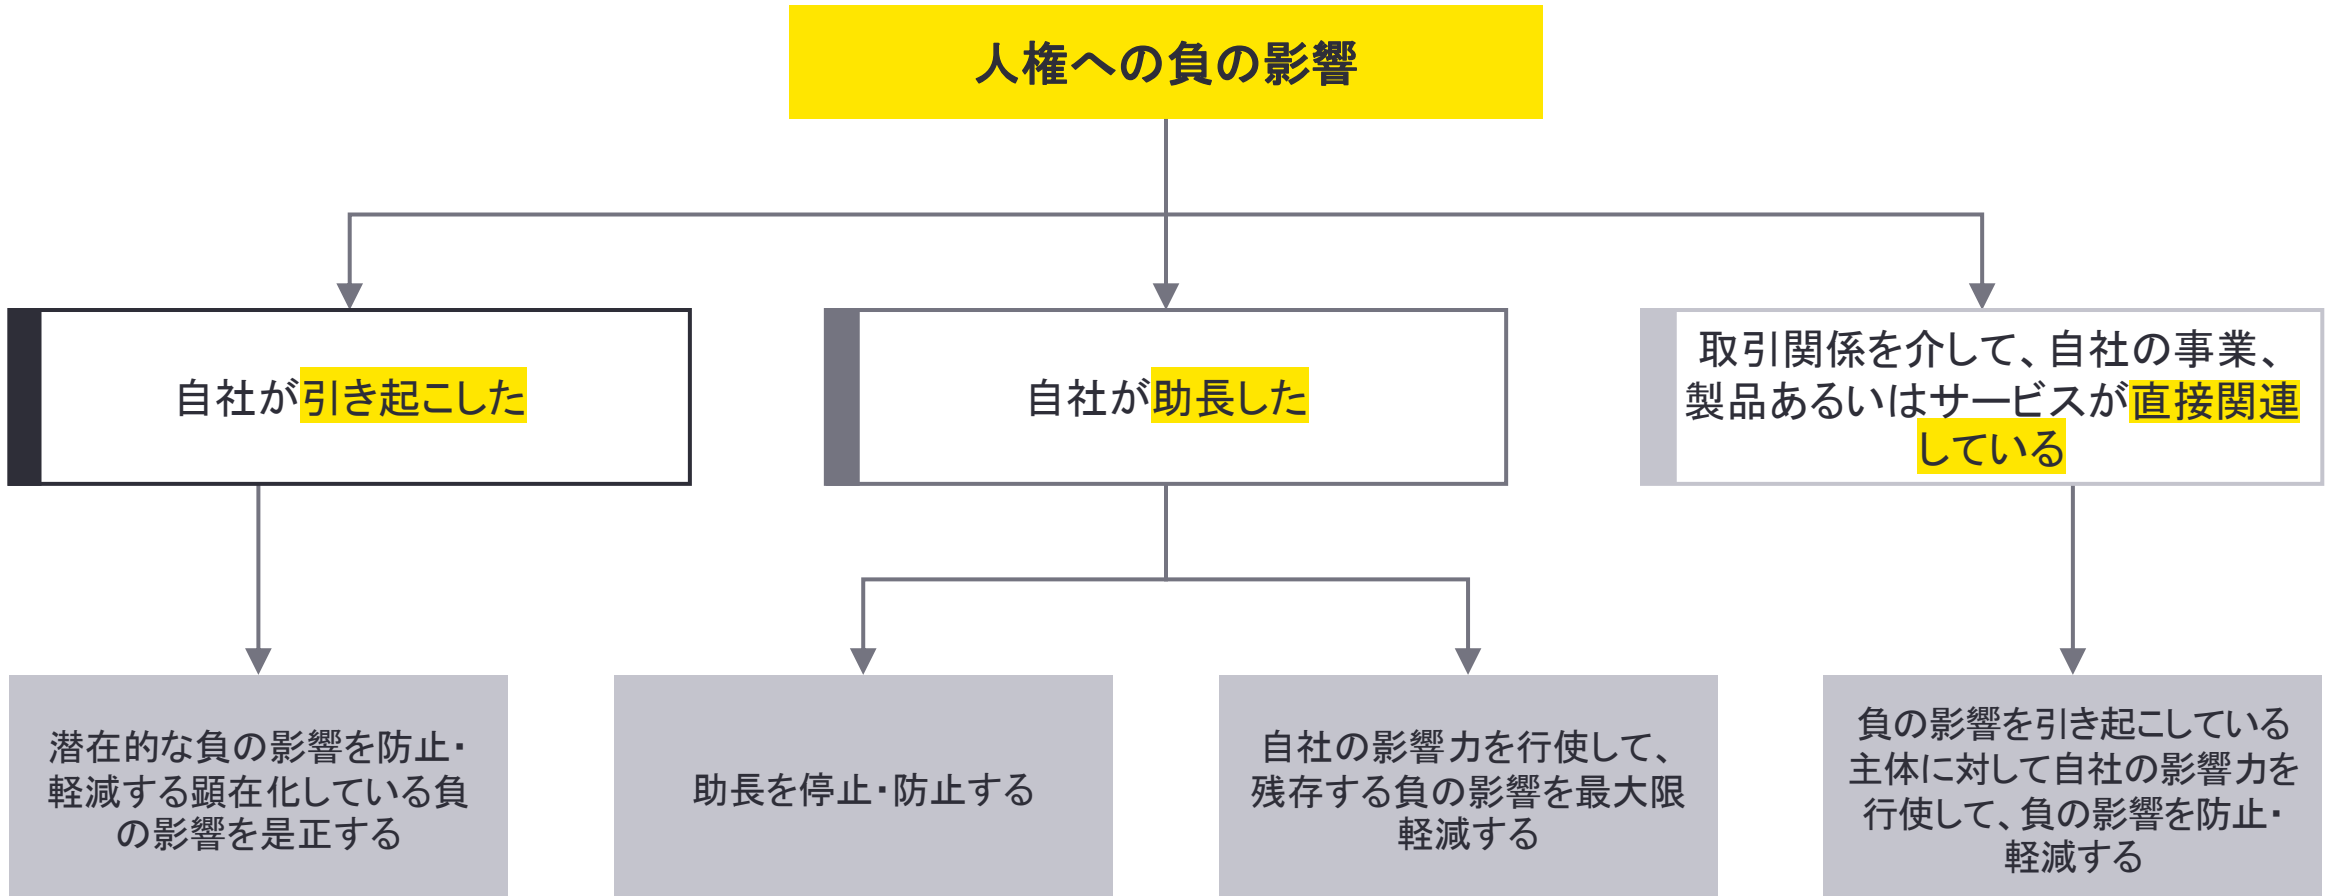 人権への負の影響
自社が引き起こした
自社が助長した
取引関係を介して、自社の事業、
製品あるいはサービスが直接関連
している
潜在的な負の影響を防止・
軽減する顕在化している負
の影響を是正する
助長を停止・防止する
自社の影響力を行使して、
残存する負の影響を最大限
軽減する
負の影響を引き起こしている
主体に対して自社の影響力を
行使して、負の影響を防止・
軽減する